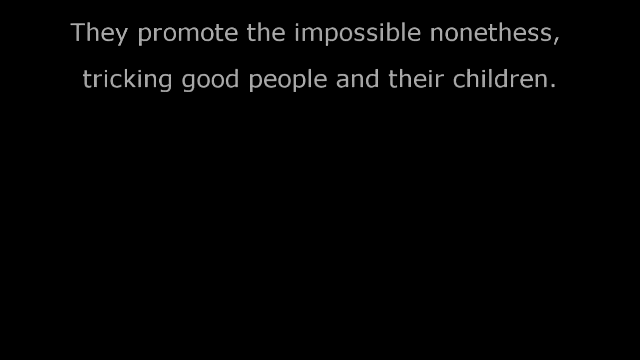 They promote the impossible nonethess,
tricking good people and their children.